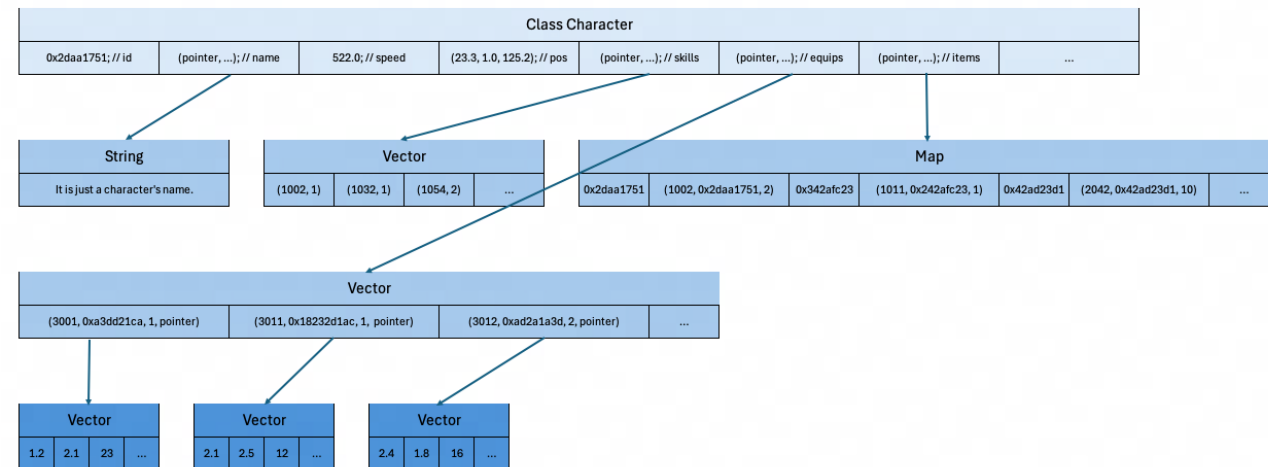 Class Character
0x2daa1751; // id (pointer, ...); // name 522.0; // speed (23.3, 1.0, 125.2); // pos (pointer, ...); // skills (pointer, ...); // equips (pointer, ...); // items ...
String Vector Map
It is just a character's name. (1002, 1) (1032, 1) (1054, 2) ... 0x2daa1751 (1002, 0x2daa1751, 2) 0x342afc23 (1011, 0x242afc23, 1) 0x42ad23d1 (2042, 0x42ad23d1, 10) ...
Vector
(3001, 0xa3dd21ca, 1, pointer) (3011, 0x18232d1ac, 1, pointer) (3012, 0xad2a1a3d, 2, pointer) ...
Vector Vector Vector
1.2 2.1 23 ... 2.1 2.5 12 ... 2.4 1.8 16 ...